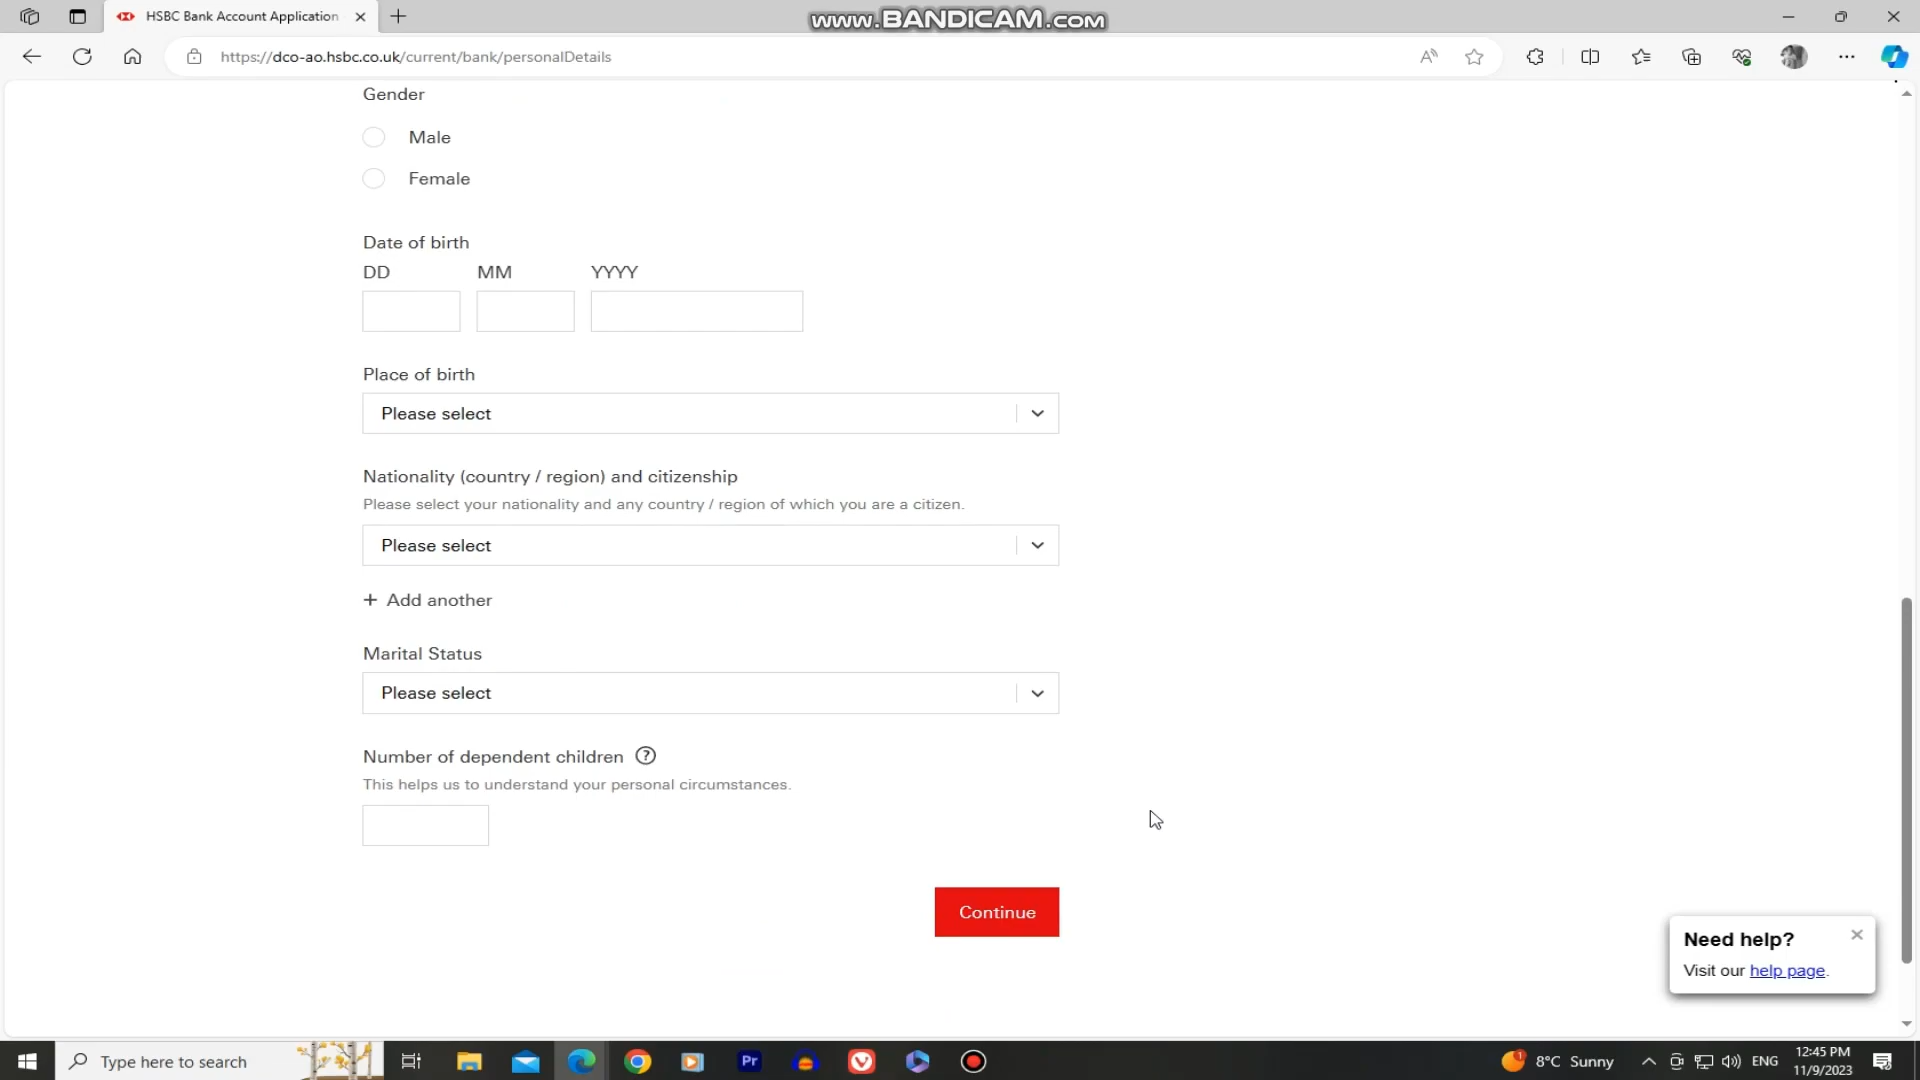 HSBC Bank Account Application
www.BANDICAM.com
https://dco-ao.hsbc.co.uk/current/bank/personalDetails
Gender
Male
Female
Date of birth
DD MM YYYY
Place of birth
Please select
Nationality (country / region) and citizenship
Please select your nationality and any country / region of which you are a citizen.
Please select
+ Add another
Marital Status
Please select
Number of dependent children ?
This helps us to understand your personal circumstances.
Continue
Need help?
Visit our help page.
Type here to search
Pr
1
8°C Sunny
ENG
12:45 PM
11/9/2023